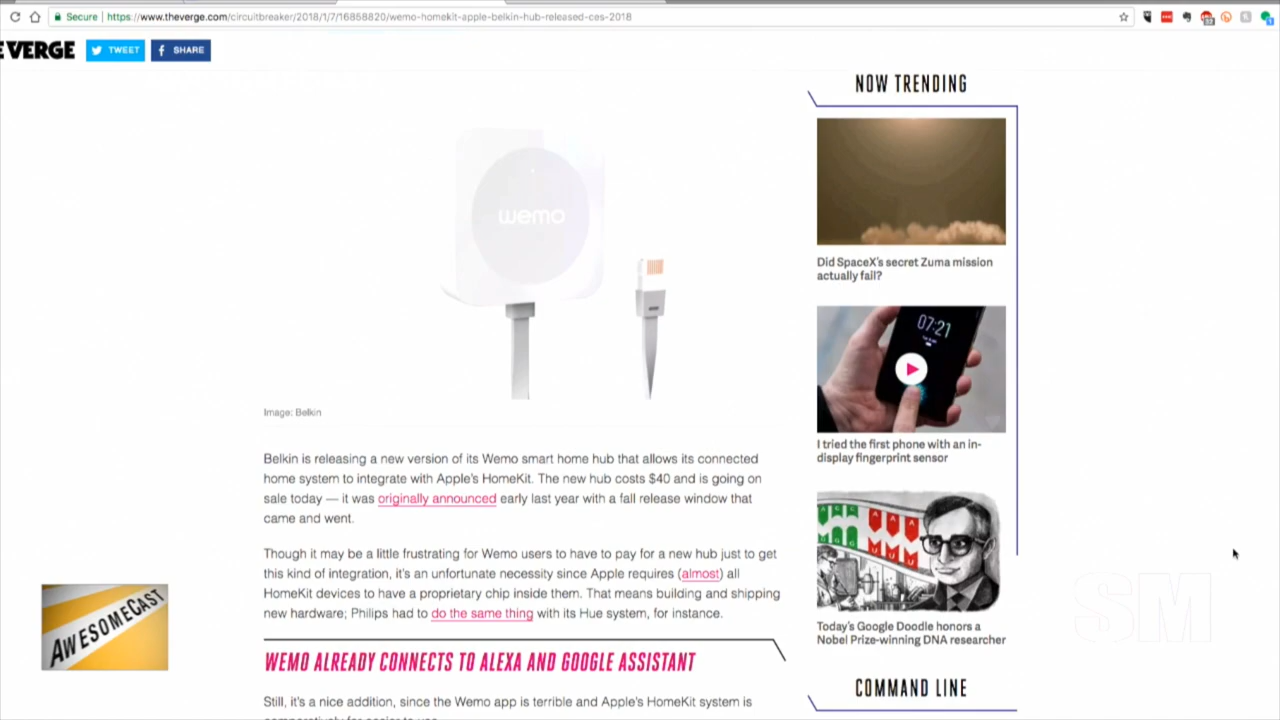 Secure
https://www.theverge.com/circuitbreaker/2018/1/7/16858820/wemo-homekit-apple-belkin-hub-released-ces-2018
VERGE
TWEET
SHARE
wemo
Image: Belkin
Belkin is releasing a new version of its Wemo smart home hub that allows its connected
home system to integrate with Apple's HomeKit. The new hub costs $40 and is going on
sale today — it was originally announced early last year with a fall release window that
came and went.
Though it may be a little frustrating for Wemo users to have to pay for a new hub just to get
this kind of integration, it's an unfortunate necessity since Apple requires (almost) all
HomeKit devices to have a proprietary chip inside them. That means building and shipping
new hardware; Philips had to do the same thing with its Hue system, for instance.
WEMO ALREADY CONNECTS TO ALEXA AND GOOGLE ASSISTANT
Still, it's a nice addition, since the Wemo app is terrible and Apple's HomeKit system is
NOW TRENDING
Did SpaceX's secret Zuma mission
actually fail?
07:21
I tried the first phone with an in-
display fingerprint sensor
Today's Google Doodle honors a
Nobel Prize-winning DNA researcher
COMMAND LINE
AWESOMECAST
SM